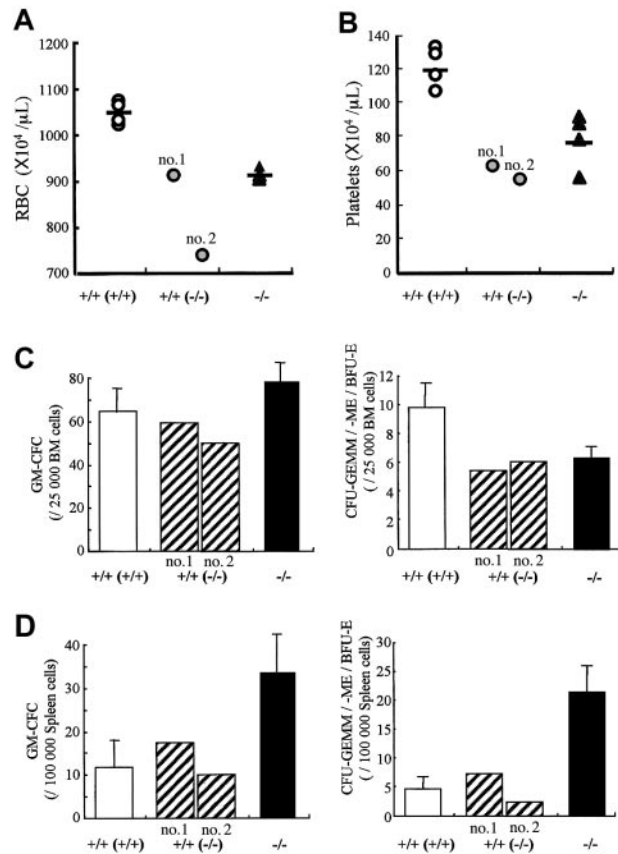 A
RBC (X10⁴ /µL)
1200
1100
1000
900
800
700
no.1
no. 2
+/+ (+/+)
+/+ (-/-)
-/-
B
Platelets (X10⁴ /µL)
140
120
100
80
60
40
20
0
no.1
no.2
+/+ (+/+)
+/+ (-/-)
-/-
C
GM-CFC
(/ 25 000 BM cells)
80
60
40
20
0
no.1
no. 2
+/+ (+/+)
+/+ (-/-)
-/-
CFU-GEMM / -ME / BFU-E
(/ 25 000 BM cells)
12
10
8
6
4
2
0
no.1
no. 2
+/+ (+/+)
+/+ (-/-)
-/-
D
GM-CFC
(/ 100 000 Spleen cells)
40
30
20
10
0
no.1
no. 2
+/+ (+/+)
+/+ (-/-)
-/-
CFU-GEMM / -ME / BFU-E
(/ 100 000 Spleen cells)
30
25
20
15
10
5
0
no.1
no. 2
+/+ (+/+)
+/+ (-/-)
-/-